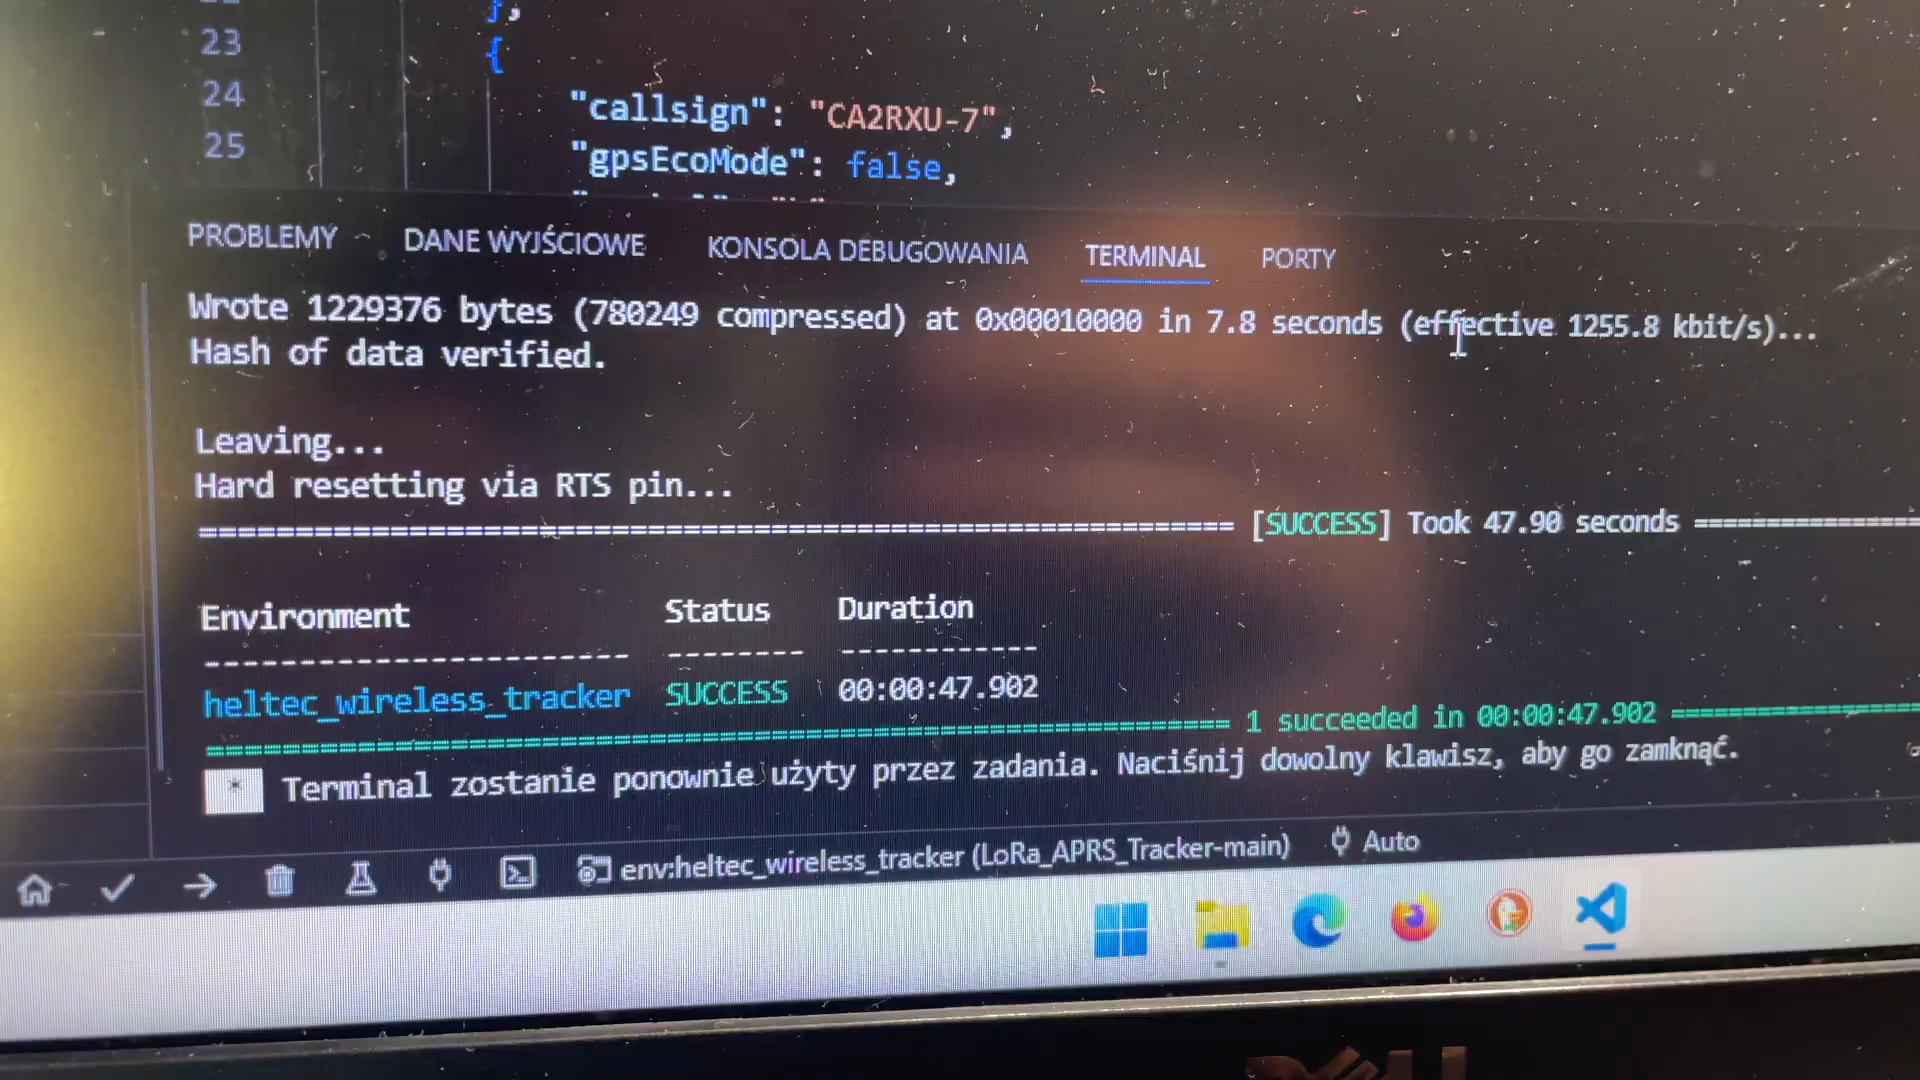 },
23
{
24 "callsign": "CA2RXU-7",
25 "gpsEcoMode": false,
PROBLEMY DANE WYJŚCIOWE KONSOLA DEBUGOWANIA TERMINAL PORTY
Wrote 1229376 bytes (780249 compressed) at 0x00010000 in 7.8 seconds (effective 1255.8 kbit/s)...
Hash of data verified.
Leaving...
Hard resetting via RTS pin...
[SUCCESS] Took 47.90 seconds
Environment Status Duration
heltec_wireless_tracker SUCCESS 00:00:47.902
1 succeeded in 00:00:47.902
* Terminal zostanie ponownie użyty przez zadania. Naciśnij dowolny klawisz, aby go zamknąć.
env:heltec_wireless_tracker (LoRa_APRS_Tracker-main) Auto